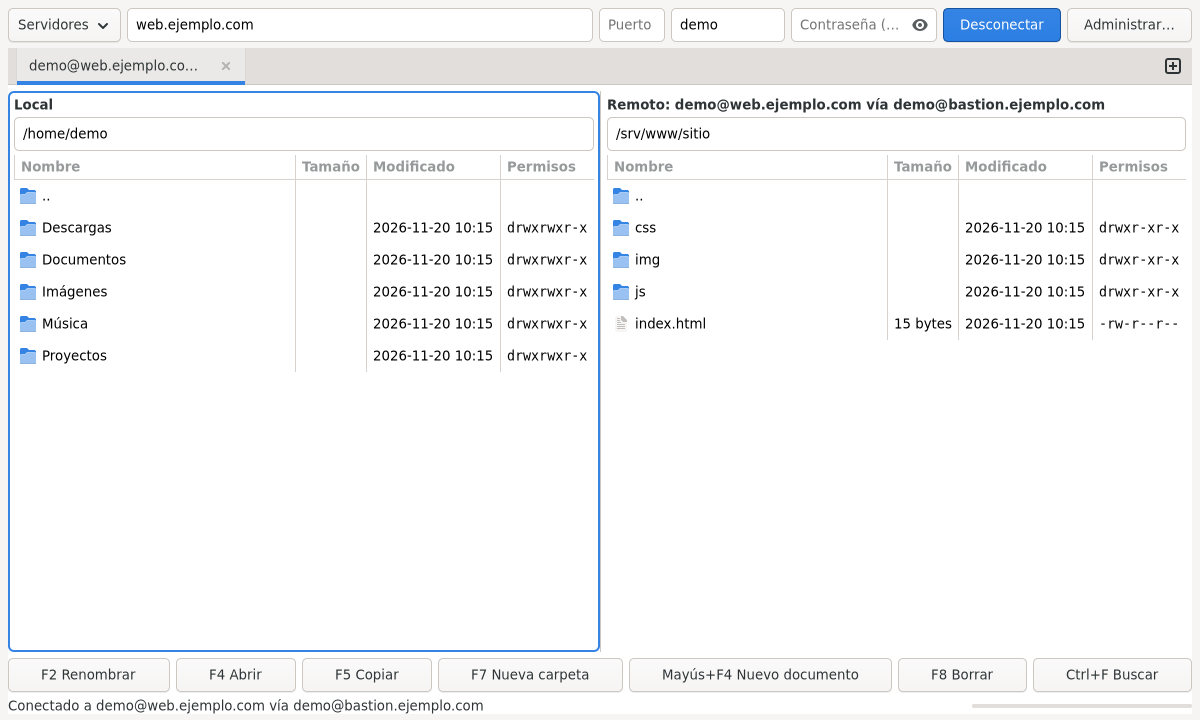 Servidores web.ejemplo.com Puerto demo Contraseña (... Desconectar Administrar...
demo@web.ejemplo.co...
Local
/home/demo
Nombre Tamaño Modificado Permisos
..
Descargas 2026-11-20 10:15 drwxrwxr-x
Documentos 2026-11-20 10:15 drwxrwxr-x
Imágenes 2026-11-20 10:15 drwxrwxr-x
Música 2026-11-20 10:15 drwxrwxr-x
Proyectos 2026-11-20 10:15 drwxrwxr-x
Remoto: demo@web.ejemplo.com vía demo@bastion.ejemplo.com
/srv/www/sitio
Nombre Tamaño Modificado Permisos
..
css 2026-11-20 10:15 drwxr-xr-x
img 2026-11-20 10:15 drwxr-xr-x
js 2026-11-20 10:15 drwxr-xr-x
index.html 15 bytes 2026-11-20 10:15 -rw-r--r--
F2 Renombrar F4 Abrir F5 Copiar F7 Nueva carpeta Mayús+F4 Nuevo documento F8 Borrar Ctrl+F Buscar
Conectado a demo@web.ejemplo.com vía demo@bastion.ejemplo.com